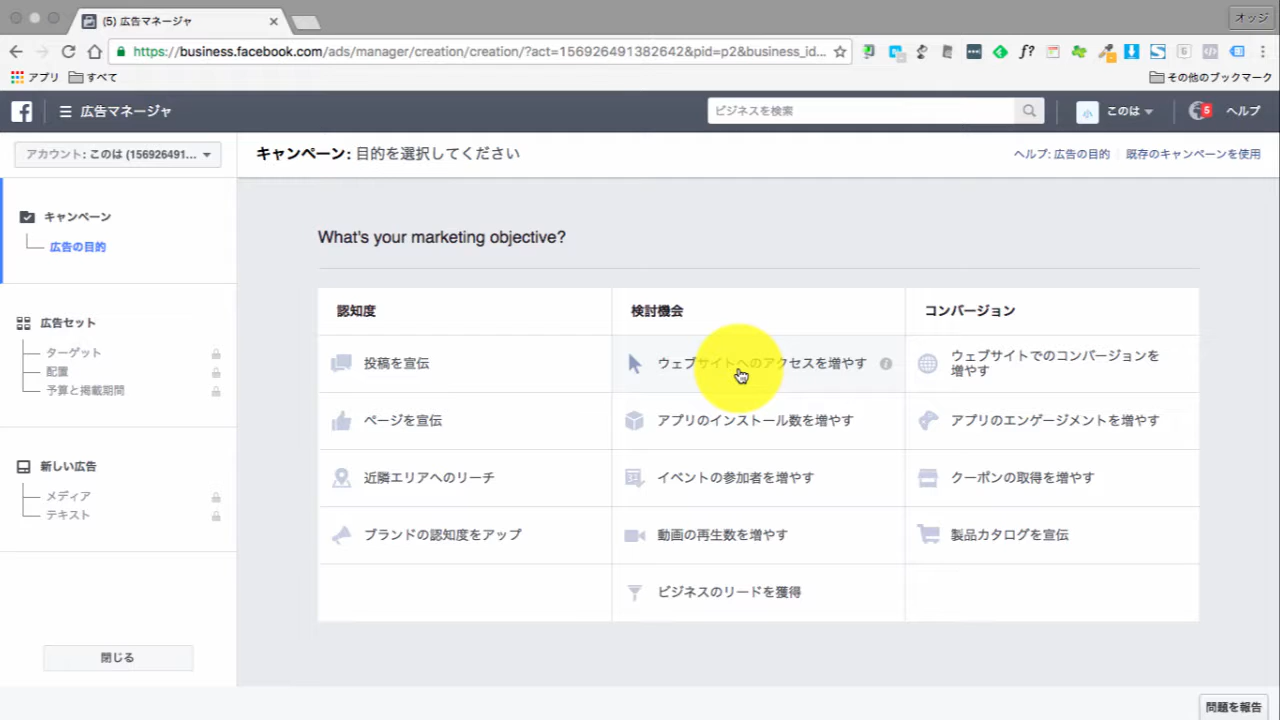 (5) 広告マネージャ
オッジ
https://business.facebook.com/ads/manager/creation/creation/?act=156926491382642&pid=p2&business_id...
アプリ
すべて
その他のブックマーク
広告マネージャ
ビジネスを検索
このは
5
ヘルプ
アカウント: このは (156926491...
キャンペーン: 目的を選択してください
ヘルプ: 広告の目的
既存のキャンペーンを使用
キャンペーン
広告の目的
広告セット
ターゲット
配置
予算と掲載期間
新しい広告
メディア
テキスト
閉じる
What's your marketing objective?
認知度
検討機会
コンバージョン
投稿を宣伝
ウェブサイトへのアクセスを増やす
ウェブサイトでのコンバージョンを
増やす
ページを宣伝
アプリのインストール数を増やす
アプリのエンゲージメントを増やす
近隣エリアへのリーチ
イベントの参加者を増やす
クーポンの取得を増やす
ブランドの認知度をアップ
動画の再生数を増やす
製品カタログを宣伝
ビジネスのリードを獲得
問題を報告